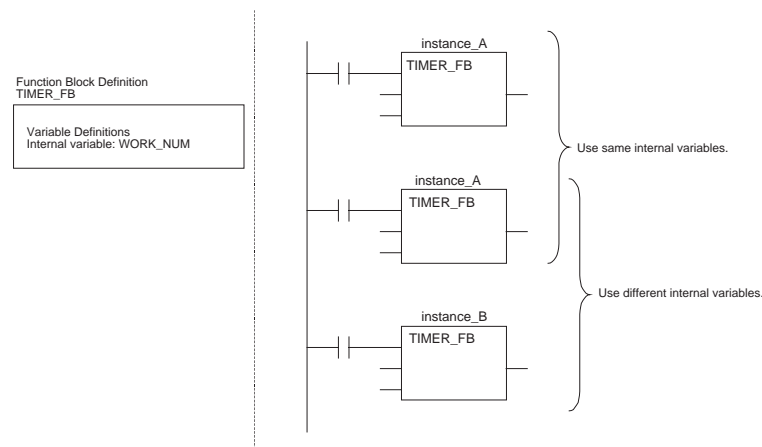 Function Block Definition
TIMER_FB
Variable Definitions
Internal variable: WORK_NUM
instance_A
TIMER_FB
Use same internal variables.
instance_A
TIMER_FB
Use different internal variables.
instance_B
TIMER_FB